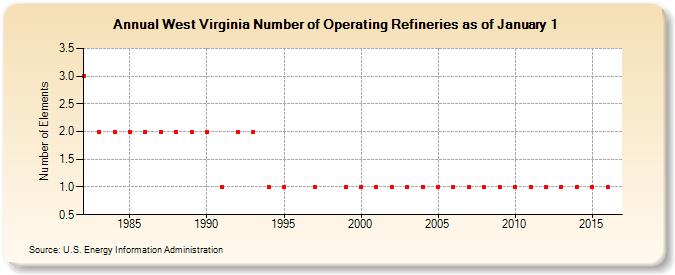 Annual West Virginia Number of Operating Refineries as of January 1
Number of Elements
3.5
3.0
2.5
2.0
1.5
1.0
0.5
1985 1990 1995 2000 2005 2010 2015
Source: U.S. Energy Information Administration